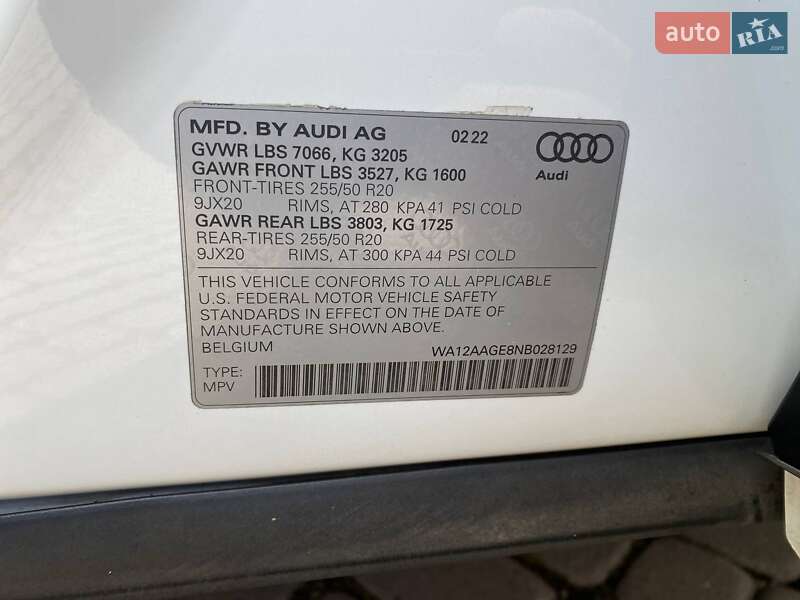 auto RIA.com
MFD. BY AUDI AG 02 22
GVWR LBS 7066, KG 3205
GAWR FRONT LBS 3527, KG 1600
FRONT-TIRES 255/50 R20
9JX20 RIMS, AT 280 KPA 41 PSI COLD
GAWR REAR LBS 3803, KG 1725
REAR-TIRES 255/50 R20
9JX20 RIMS, AT 300 KPA 44 PSI COLD
Audi
THIS VEHICLE CONFORMS TO ALL APPLICABLE
U.S. FEDERAL MOTOR VEHICLE SAFETY
STANDARDS IN EFFECT ON THE DATE OF
MANUFACTURE SHOWN ABOVE.
BELGIUM WA12AAGE8NB028129
TYPE:
MPV